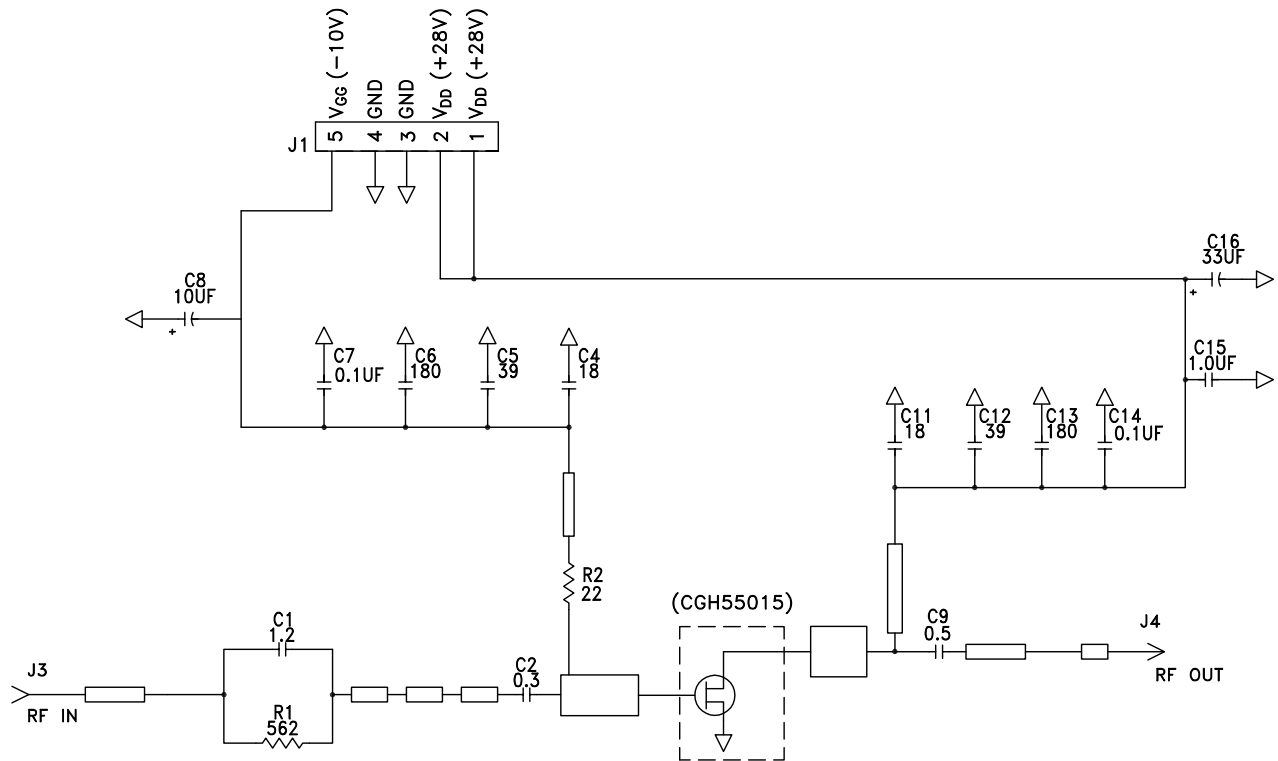 VGG (-10V)
GND
GND
VDD (+28V)
VDD (+28V)
J1
5
4
3
2
1
C16
33UF
+
C8
10UF
+
C7
0.1UF
C6
180
C5
39
C4
18
C15
1.0UF
C11
18
C12
39
C13
180
C14
0.1UF
R2
22
(CGH55015)
C9
0.5
J4
RF OUT
C1
1.2
J3
RF IN
R1
562
C2
0.3